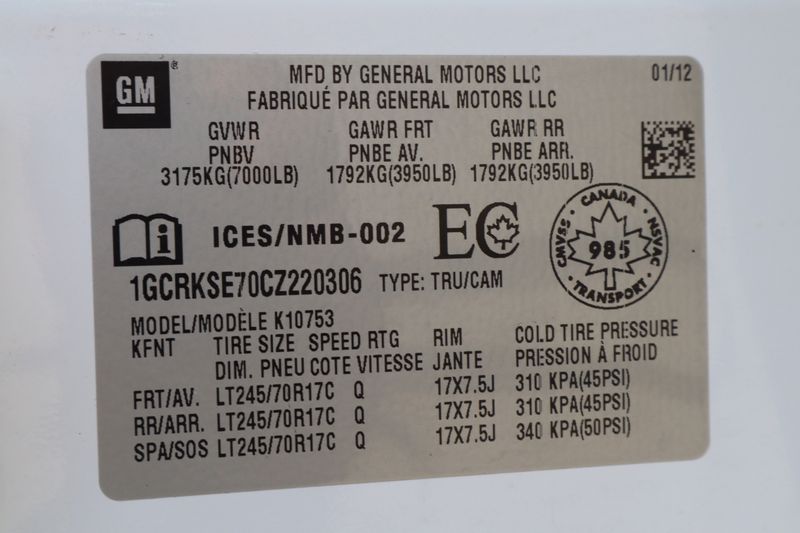 GM
MFD BY GENERAL MOTORS LLC 01/12
FABRIQUÉ PAR GENERAL MOTORS LLC
GVWR GAWR FRT GAWR RR
PNBV PNBE AV. PNBE ARR.
3175KG(7000LB) 1792KG(3950LB) 1792KG(3950LB)
i ICES/NMB-002 EC
CANADA
CMVSS 985 NSVAC
TRANSPORT
1GCRKSE70CZ220306 TYPE: TRU/CAM
MODEL/MODÈLE K10753
KFNT TIRE SIZE SPEED RTG RIM COLD TIRE PRESSURE
DIM. PNEU COTE VITESSE JANTE PRESSION À FROID
FRT/AV. LT245/70R17C Q 17X7.5J 310 KPA(45PSI)
RR/ARR. LT245/70R17C Q 17X7.5J 310 KPA(45PSI)
SPA/SOS LT245/70R17C Q 17X7.5J 340 KPA(50PSI)